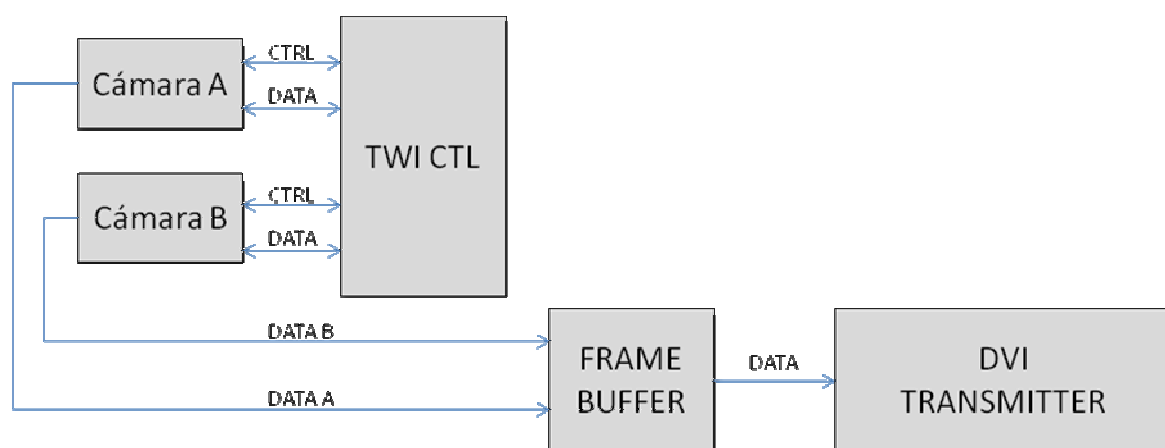 Cámara A
CTRL
DATA
TWI CTL
Cámara B
CTRL
DATA
DATA B
DATA A
FRAME
BUFFER
DATA
DVI
TRANSMITTER